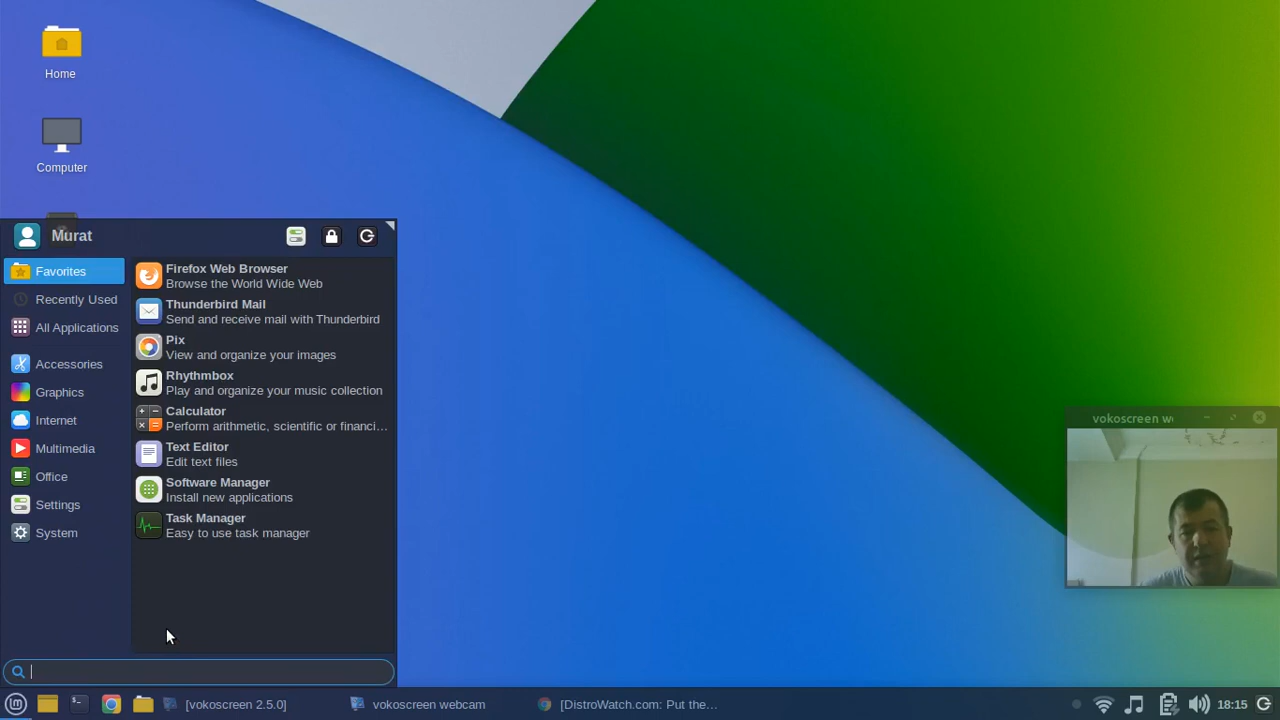 Home
Computer
Murat
Favorites
Recently Used
All Applications
Accessories
Graphics
Internet
Multimedia
Office
Settings
System
Firefox Web Browser
Browse the World Wide Web
Thunderbird Mail
Send and receive mail with Thunderbird
Pix
View and organize your images
Rhythmbox
Play and organize your music collection
Calculator
Perform arithmetic, scientific or financi...
Text Editor
Edit text files
Software Manager
Install new applications
Task Manager
Easy to use task manager
vokoscreen we
[vokoscreen 2.5.0]
vokoscreen webcam
[DistroWatch.com: Put the...
18:15